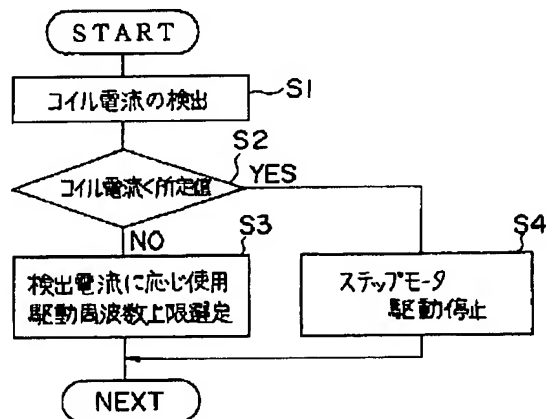 START
コイル電流の検出
S1
S2
コイル電流<所定値
YES
NO
S3
検出電流に応じ使用
駆動周波数上限選定
S4
ステップモータ
駆動停止
NEXT